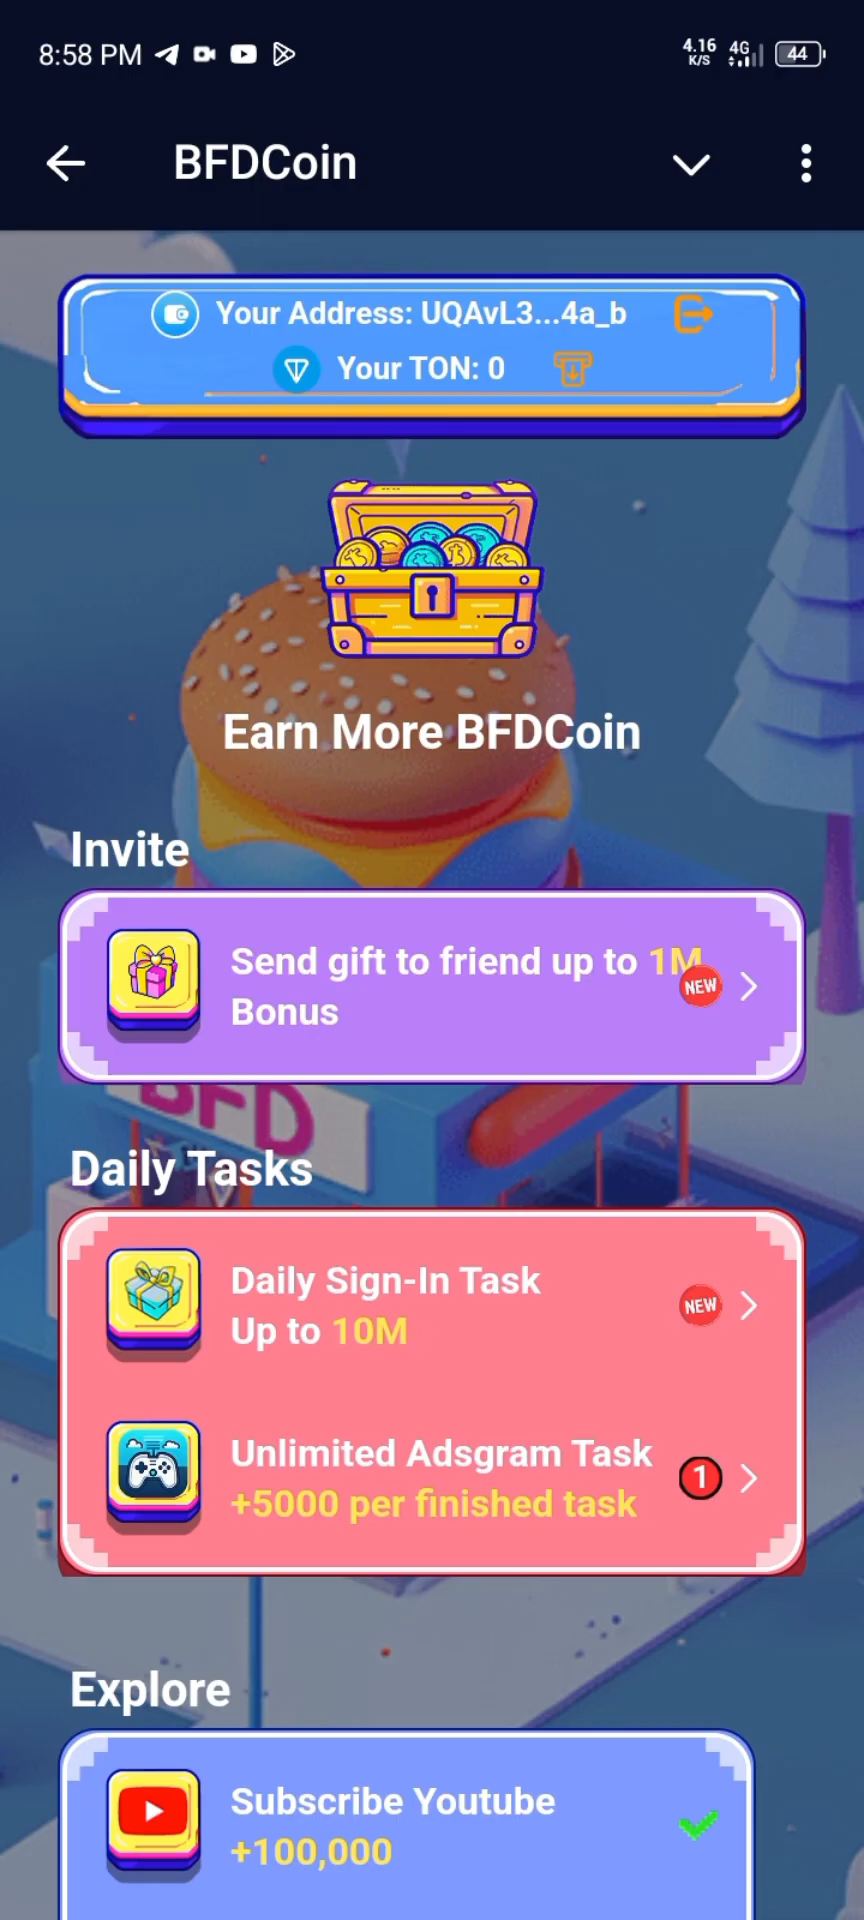 8:58 PM
4.16 K/S 4G 44
BFDCoin
Your Address: UQAvL3...4a_b
Your TON: 0
Earn More BFDCoin
Invite
Send gift to friend up to 1M
NEW
Bonus
BFD
Daily Tasks
Daily Sign-In Task
NEW
Up to 10M
Unlimited Adsgram Task
1
+5000 per finished task
Explore
Subscribe Youtube
+100,000